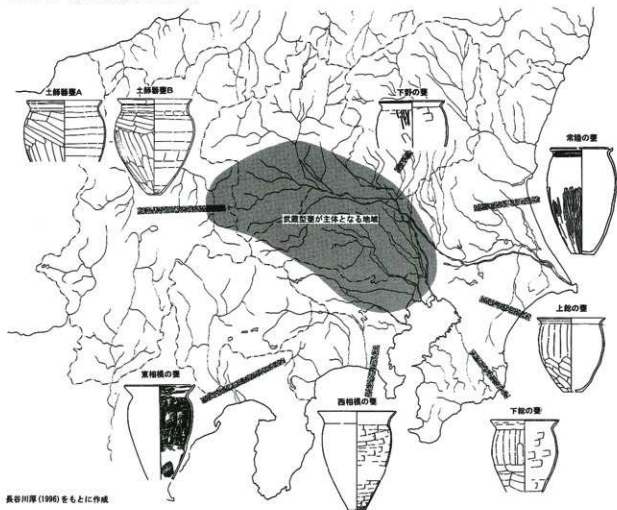 土師器甕A
土師器甕B
下野の甕
常陸の甕
武蔵型甕が主体となる地域
上総の甕
東相模の甕
西相模の甕
下総の甕
長谷川厚(1996)をもとに作成